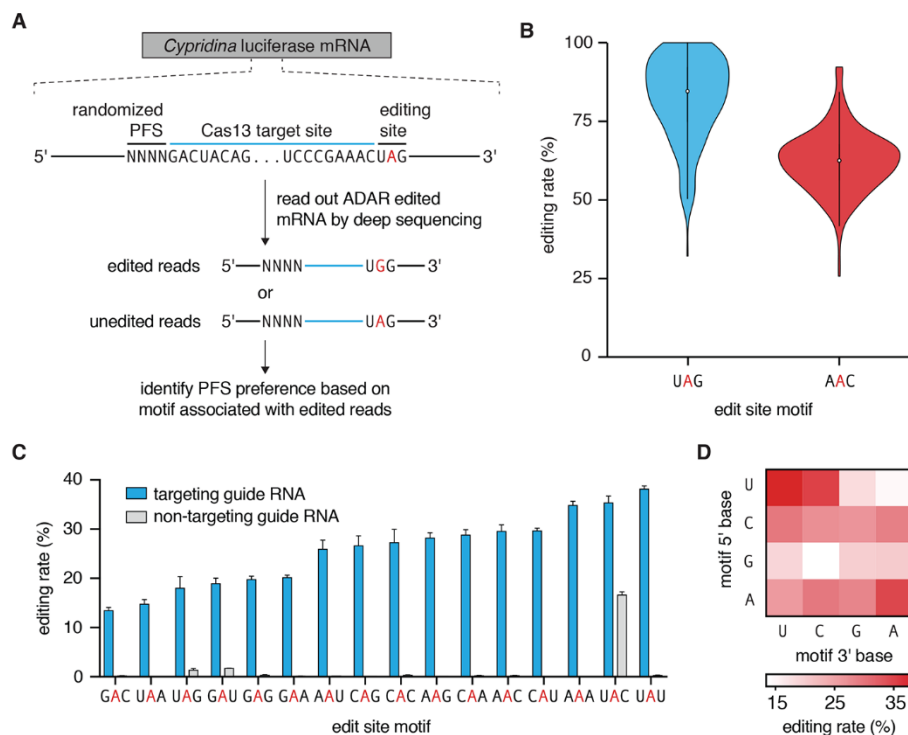 A
Cypridina luciferase mRNA
randomized PFS
Cas13 target site
editing site
5' NNNNGACUACAG...UCCCGAAACUAG 3'
read out ADAR edited
mRNA by deep sequencing
edited reads 5' NNNN UGG 3'
or
unedited reads 5' NNNN UAG 3'
identify PFS preference based on
motif associated with edited reads
B
editing rate (%)
100
75
50
25
0
UAG AAC
edit site motif
C
editing rate (%)
40
30
20
10
0
targeting guide RNA
non-targeting guide RNA
GAC UAA UAG GAU GAG GAA AAU CAG CAC AAG CAA AAC CAU AAA UAC UAU
edit site motif
D
motif 5' base
U
C
G
A
U C G A
motif 3' base
15 25 35
editing rate (%)